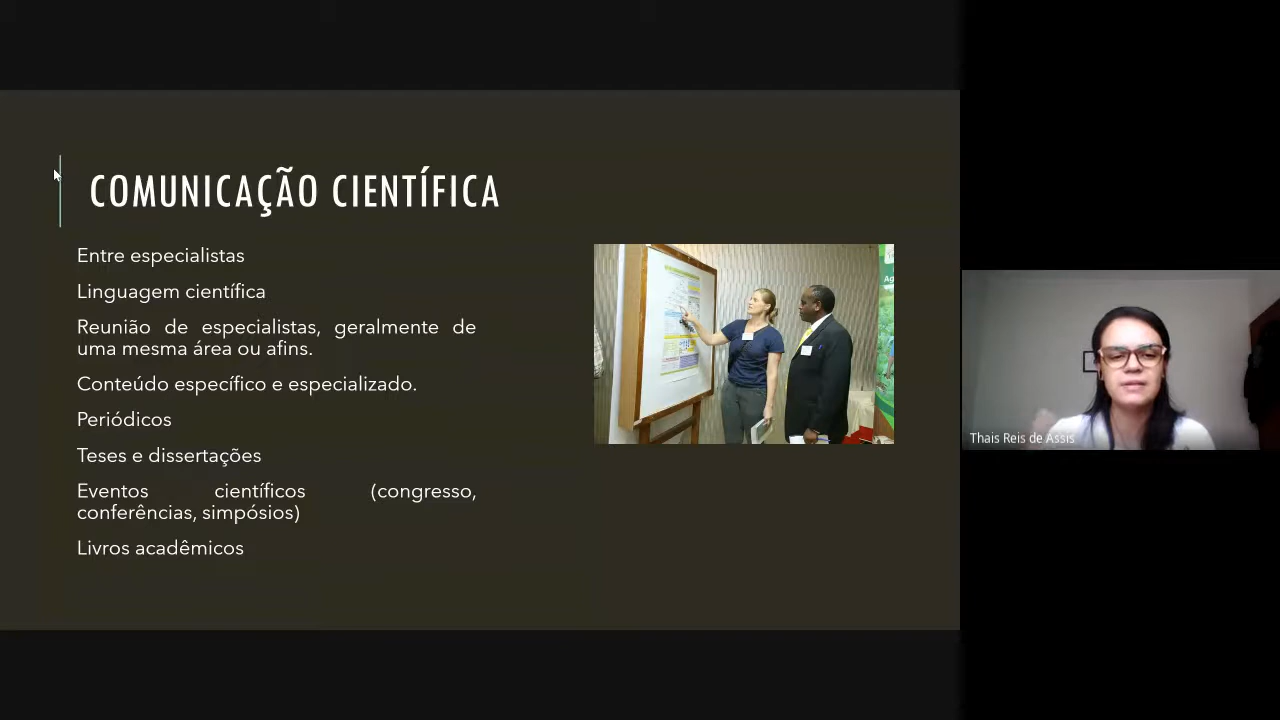 COMUNICAÇÃO CIENTÍFICA
Entre especialistas
Linguagem científica
Reunião de especialistas, geralmente de
uma mesma área ou afins.
Conteúdo específico e especializado.
Periódicos
Teses e dissertações
Eventos científicos (congresso,
conferências, simpósios)
Livros acadêmicos
Thais Reis de Assis